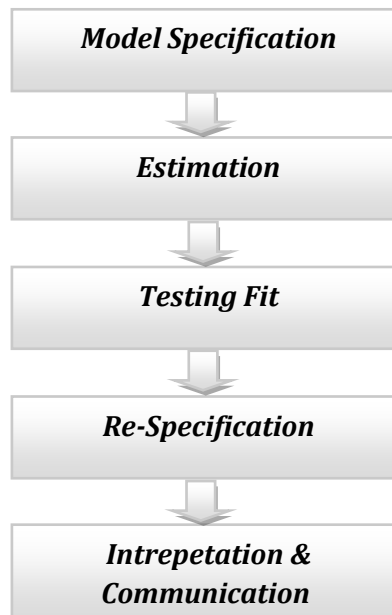 Model Specification
Estimation
Testing Fit
Re-Specification
Intrepetation &
Communication